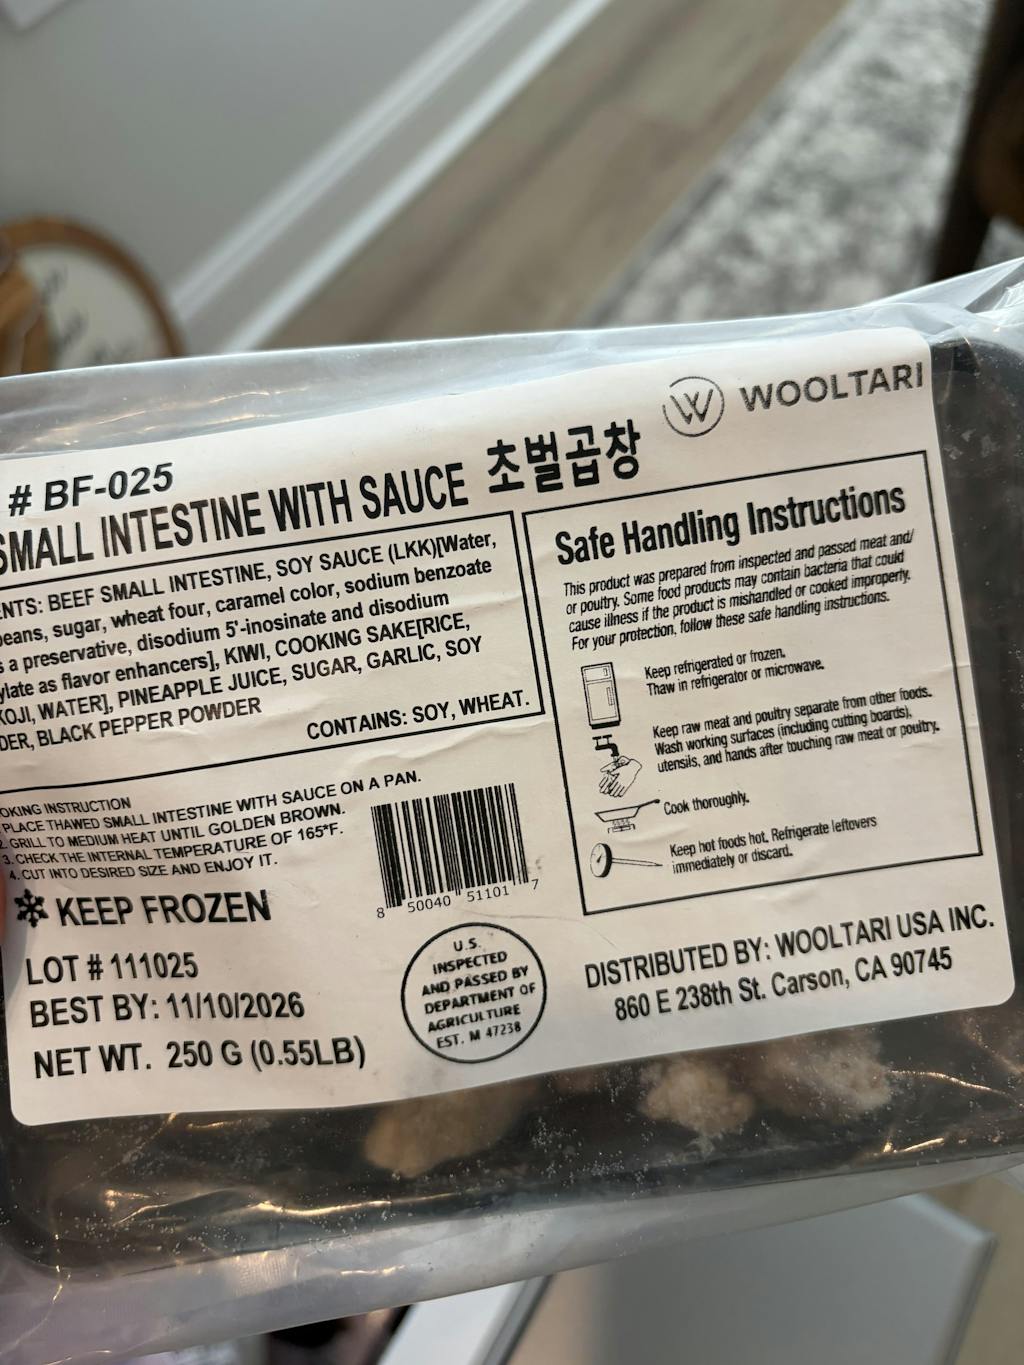 WOOLTARI
# BF-025
SMALL INTESTINE WITH SAUCE 초벌곱창
ENTS: BEEF SMALL INTESTINE, SOY SAUCE (LKK)[Water,
beans, sugar, wheat four, caramel color, sodium benzoate
s a preservative, disodium 5'-inosinate and disodium
ylate as flavor enhancers], KIWI, COOKING SAKE[RICE,
KOJI, WATER], PINEAPPLE JUICE, SUGAR, GARLIC, SOY
DER, BLACK PEPPER POWDER
CONTAINS: SOY, WHEAT.
OKING INSTRUCTION
PLACE THAWED SMALL INTESTINE WITH SAUCE ON A PAN.
2. GRILL TO MEDIUM HEAT UNTIL GOLDEN BROWN.
3. CHECK THE INTERNAL TEMPERATURE OF 165°F.
4. CUT INTO DESIRED SIZE AND ENJOY IT.
KEEP FROZEN
LOT # 111025
BEST BY: 11/10/2026
NET WT. 250 G (0.55LB)
8 50040 51101 7
U.S.
INSPECTED
AND PASSED BY
DEPARTMENT OF
AGRICULTURE
EST. M 47238
Safe Handling Instructions
This product was prepared from inspected and passed meat and/
or poultry. Some food products may contain bacteria that could
cause illness if the product is mishandled or cooked improperly.
For your protection, follow these safe handling instructions.
Keep refrigerated or frozen.
Thaw in refrigerator or microwave.
Keep raw meat and poultry separate from other foods.
Wash working surfaces (including cutting boards),
utensils, and hands after touching raw meat or poultry.
Cook thoroughly.
Keep hot foods hot. Refrigerate leftovers
immediately or discard.
DISTRIBUTED BY: WOOLTARI USA INC.
860 E 238th St. Carson, CA 90745